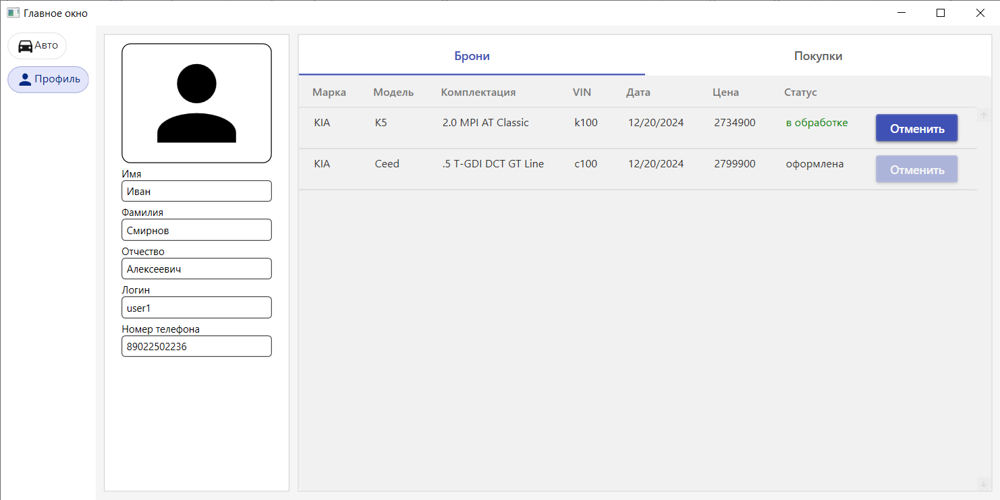 Главное окно
Авто
Профиль
Имя
Иван
Фамилия
Смирнов
Отчество
Алексеевич
Логин
user1
Номер телефона
89022502236
Брони Покупки
Марка Модель Комплектация VIN Дата Цена Статус
KIA K5 2.0 MPI AT Classic k100 12/20/2024 2734900 в обработке Отменить
KIA Ceed .5 T-GDI DCT GT Line c100 12/20/2024 2799900 оформлена Отменить